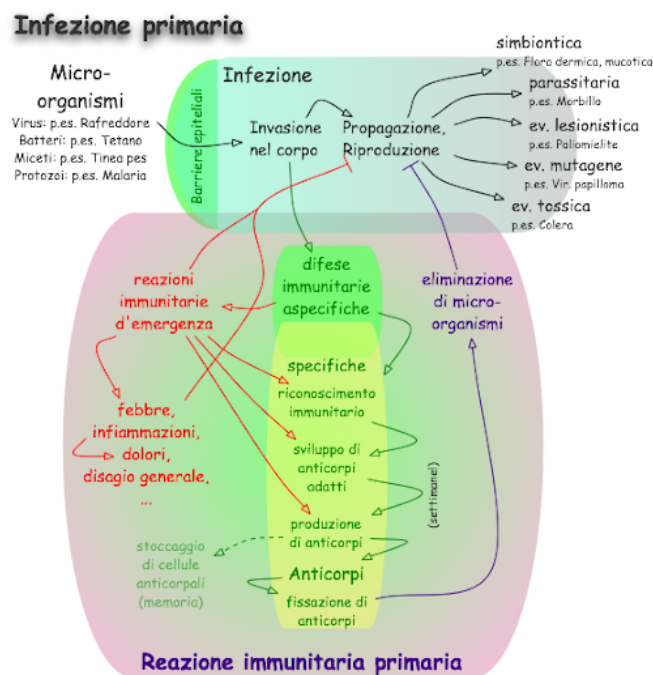 Infezione primaria
Micro-
organismi
Virus: p.es. Rafreddore
Batteri: p.es. Tetano
Miceti: p.es. Tinea pes
Protozoi: p.es. Malaria
Barriere epiteliali
Infezione
Invasione
nel corpo
Propagazione,
Riproduzione
simbiontica
p.es. Flora dermica, mucotica
parassitaria
p.es. Morbillo
ev. lesionistica
p.es. Poliomielite
ev. mutagene
p.es. Vir. papilloma
ev. tossica
p.es. Colera
reazioni
immunitarie
d'emergenza
difese
immunitarie
aspecifiche
eliminazione
di micro-
organismi
specifiche
riconoscimento
immunitario
febbre,
infiammazioni,
dolori,
disagio generale,
...
sviluppo di
anticorpi
adatti
(settimane!)
produzione
di anticorpi
stoccaggio
di cellule
anticorpali
(memoria)
Anticorpi
fissazione di
anticorpi
Reazione immunitaria primaria